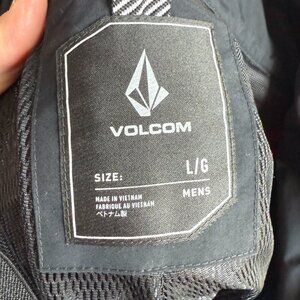 VOLCOM
SIZE: L/G
MADE IN VIETNAM MENS
FABRIQUÉ AU VIETNAM
ベトナム製